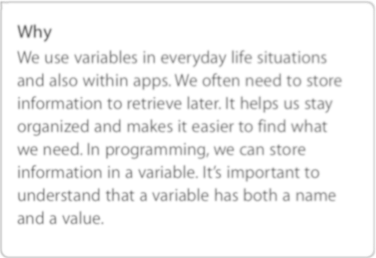 Why
We use variables in everyday life situations
and also within apps. We often need to store
information to retrieve later. It helps us stay
organized and makes it easier to find what
we need. In programming, we can store
information in a variable. It’s important to
understand that a variable has both a name
and a value.